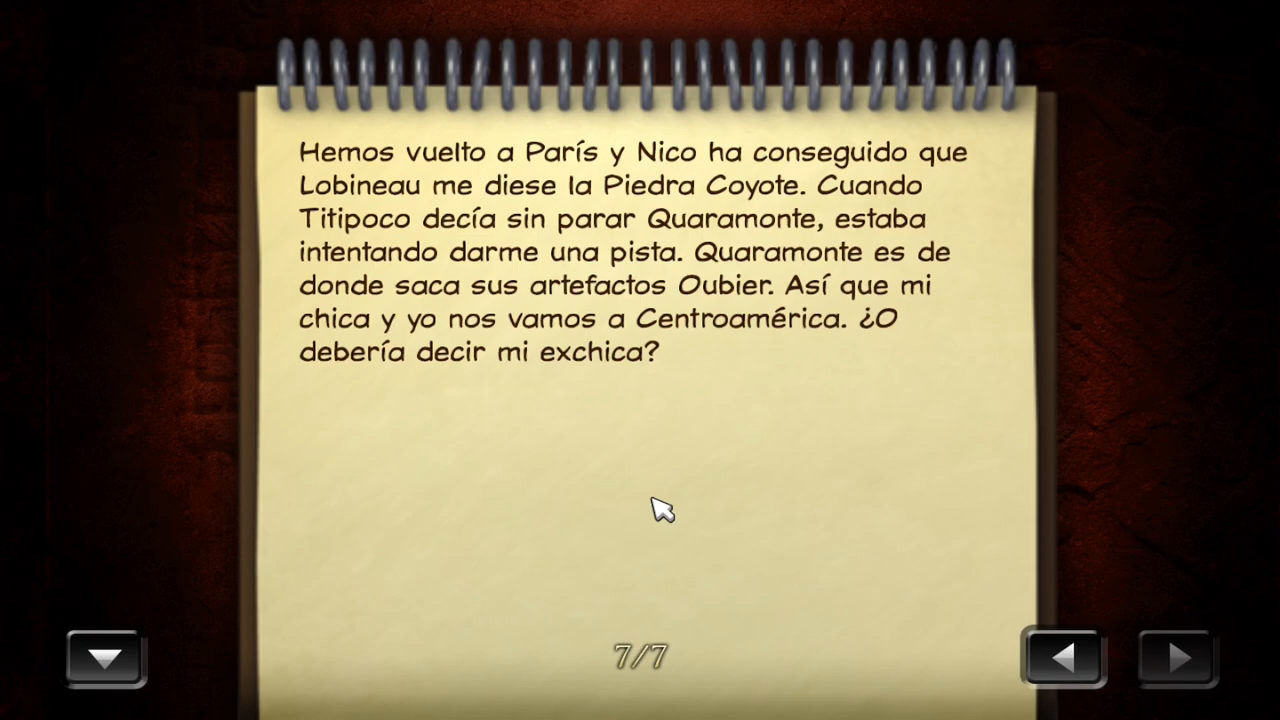 Hemos vuelto a París y Nico ha conseguido que
Lobineau me diese la Piedra Coyote. Cuando
Titipoco decía sin parar Quaramonte, estaba
intentando darme una pista. Quaramonte es de
donde saca sus artefactos Oubier. Así que mi
chica y yo nos vamos a Centroamérica. ¿O
debería decir mi exchica?
7/7